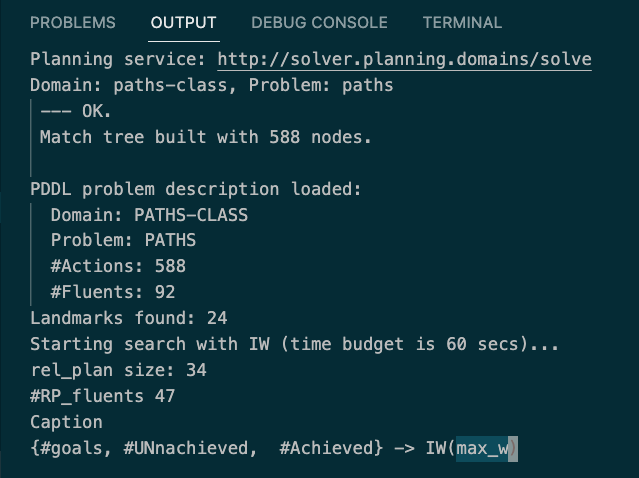 PROBLEMS OUTPUT DEBUG CONSOLE TERMINAL
Planning service: http://solver.planning.domains/solve
Domain: paths-class, Problem: paths
--- OK.
Match tree built with 588 nodes.
PDDL problem description loaded:
Domain: PATHS-CLASS
Problem: PATHS
#Actions: 588
#Fluents: 92
Landmarks found: 24
Starting search with IW (time budget is 60 secs)...
rel_plan size: 34
#RP_fluents 47
Caption
{#goals, #UNnachieved,  #Achieved} -> IW(max_w)